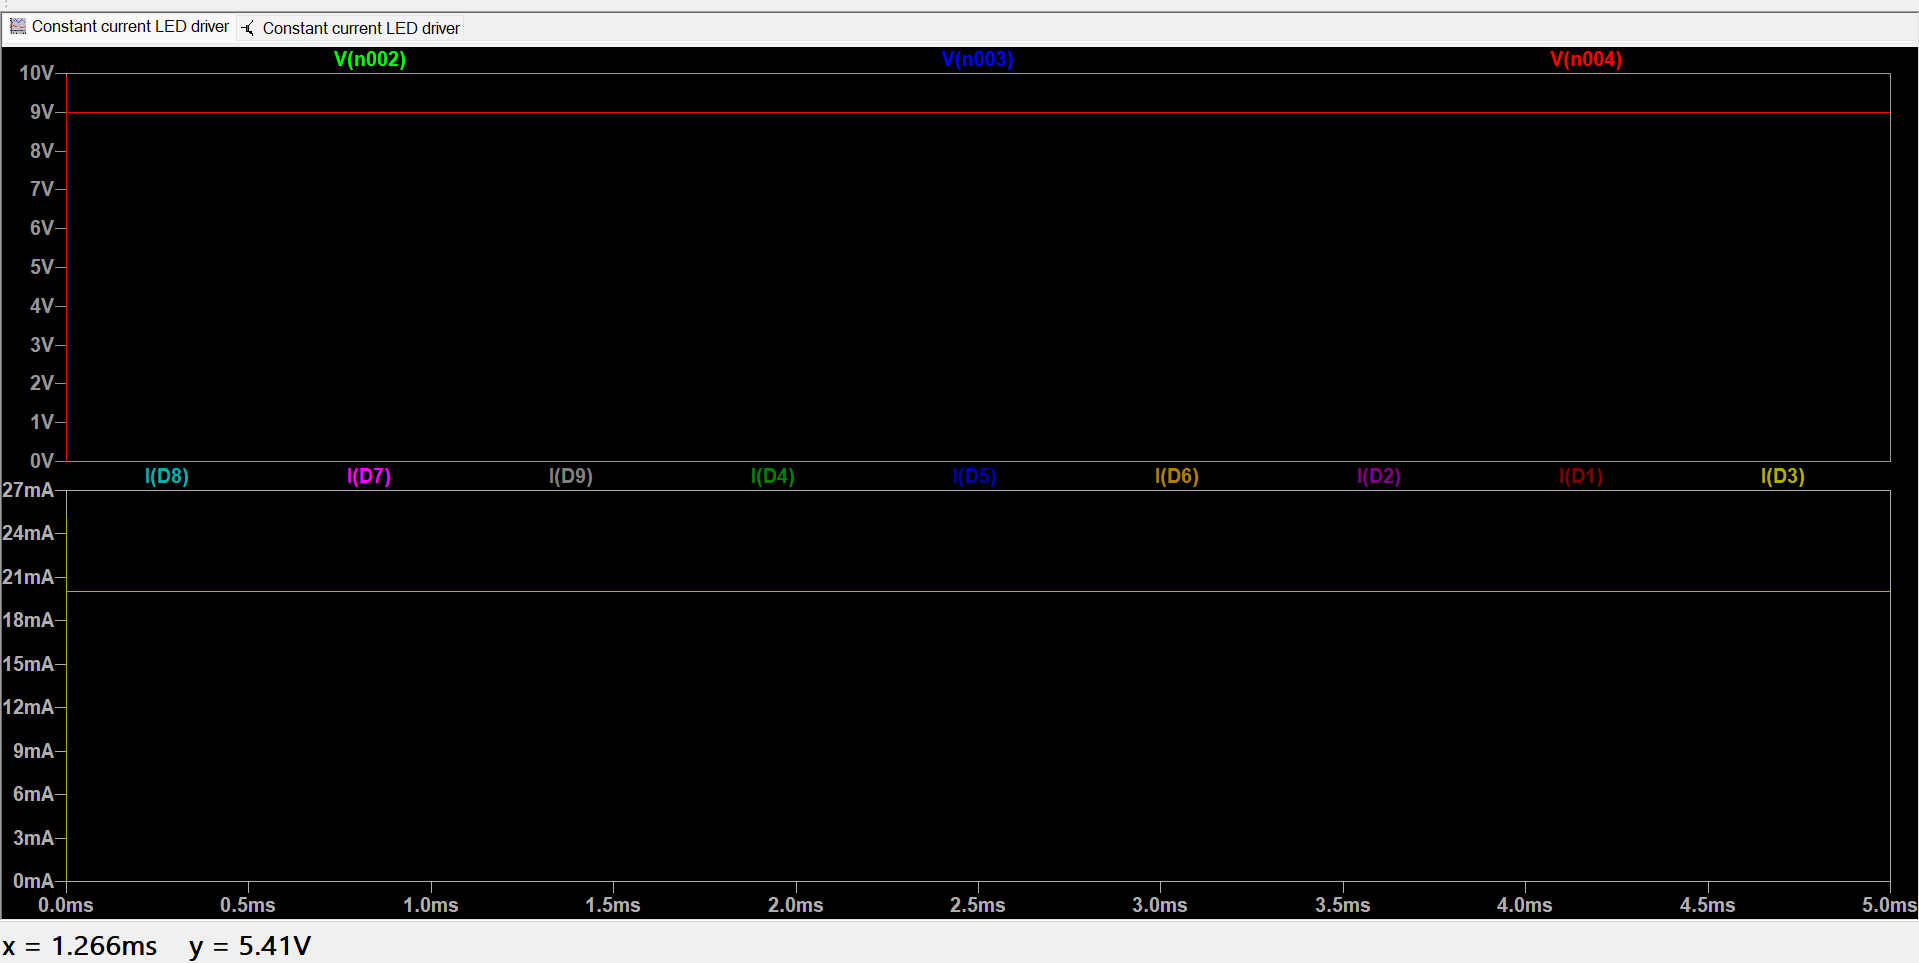 Constant current LED driver Constant current LED driver
V(n002) V(n003) V(n004)
10V
9V
8V
7V
6V
5V
4V
3V
2V
1V
0V
I(D8) I(D7) I(D9) I(D4) I(D5) I(D6) I(D2) I(D1) I(D3)
27mA
24mA
21mA
18mA
15mA
12mA
9mA
6mA
3mA
0mA
0.0ms 0.5ms 1.0ms 1.5ms 2.0ms 2.5ms 3.0ms 3.5ms 4.0ms 4.5ms 5.0ms
x = 1.266ms y = 5.41V